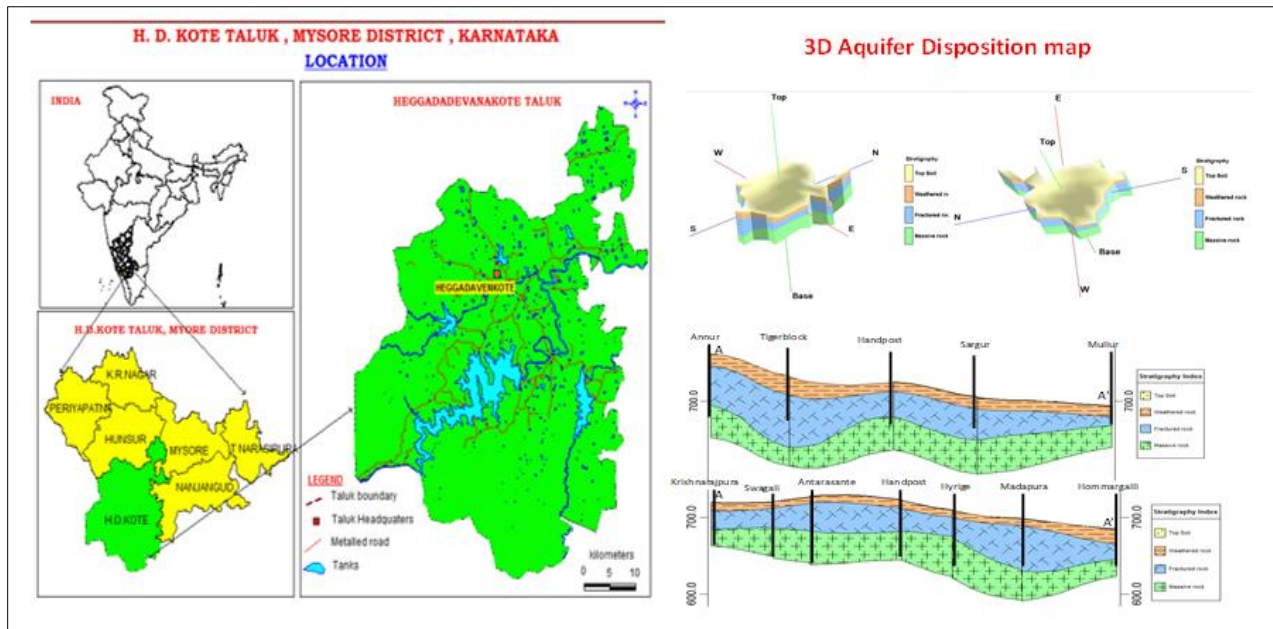 H. D. KOTE TALUK , MYSORE DISTRICT , KARNATAKA
LOCATION
INDIA
H.D.KOTE TALUK, MYORE DISTRICT
K.R.NAGAR
PERIYAPATNA
HUNSUR
MYSORE
T.NARASIPURA
NANJANGUD
H.D.KOTE
HEGGADADEVANAKOTE TALUK
HEGGADAVENKOTE
LEGEND
Taluk boundary
Taluk Headquaters
Metalled road
Tanks
kilometers
0 5 10
3D Aquifer Disposition map
Top
W
N
S
E
Base
Stratigraphy
Top Soil
Weathered r
Fractured roc
Massive rock
E
Top
S
N
Base
W
Stratigraphy
Top Soil
Weathered rock
Fractured rock
Massive rock
Annur Tigerblock Handpost Sargur Mullur
A
A'
700.0
700.0
Stratigraphy Index
Top Soil
Weathered rock
Fractured rock
Massive rock
Krishnarajpura Swagali Antarasante Handpost Hyrige Madapura Hommargalli
A
A'
700.0
700.0
600.0
600.0
Stratigraphy Index
Top Soil
Weathered rock
Fractured rock
Massive rock